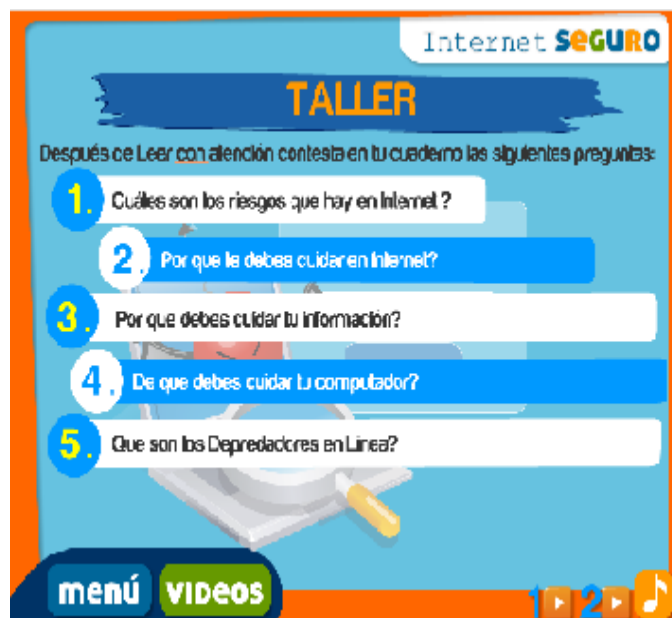 Internet SeGURO
TALLER
Después de Leer con atención contesta en tu cuaderno las siguientes preguntas:
1. Cuáles son los riesgos que hay en Internet ?
2. Por que te debes cuidar en Internet?
3. Por que debes cuidar tu información?
4. De que debes cuidar tu computador?
5. Que son los Depredadores en Linea?
menú VIDeOS
1 2